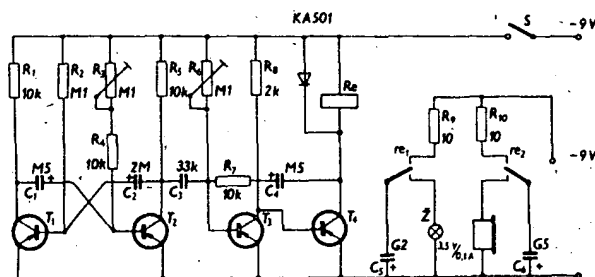 KA501
S
-9V
R1
10k
R2
M1
R3
M1
R5
10k
R6
M1
R8
2k
Re
R9
10
R10
10
-9V
R4
10k
re1
re2
M5
+
C1
2M
+
C2
33k
C3
R7
10k
M5
+
C4
T1
T2
T3
T4
Ž
3,5 V/0,1A
G2
C5
+
G5
C6
+